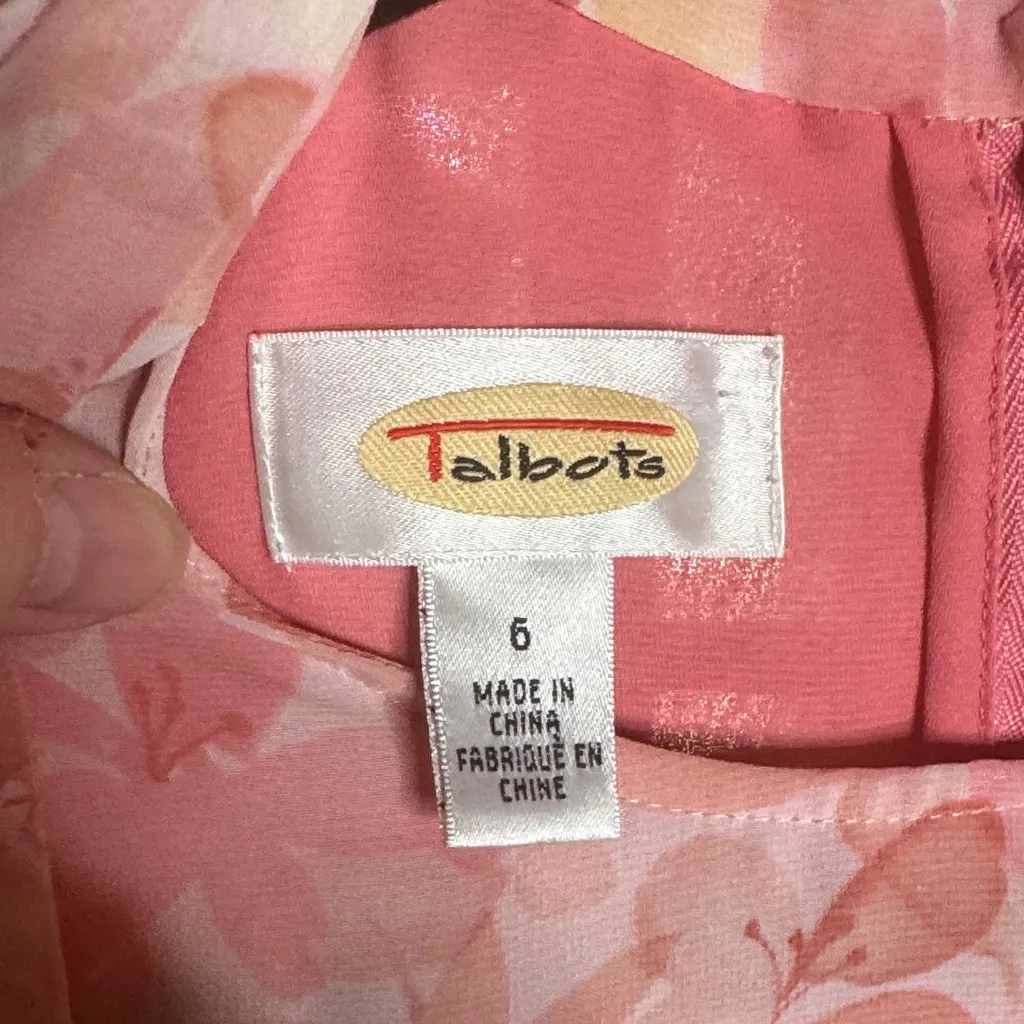 Talbots
6
MADE IN
CHINA
FABRIQUÉ EN
CHINE